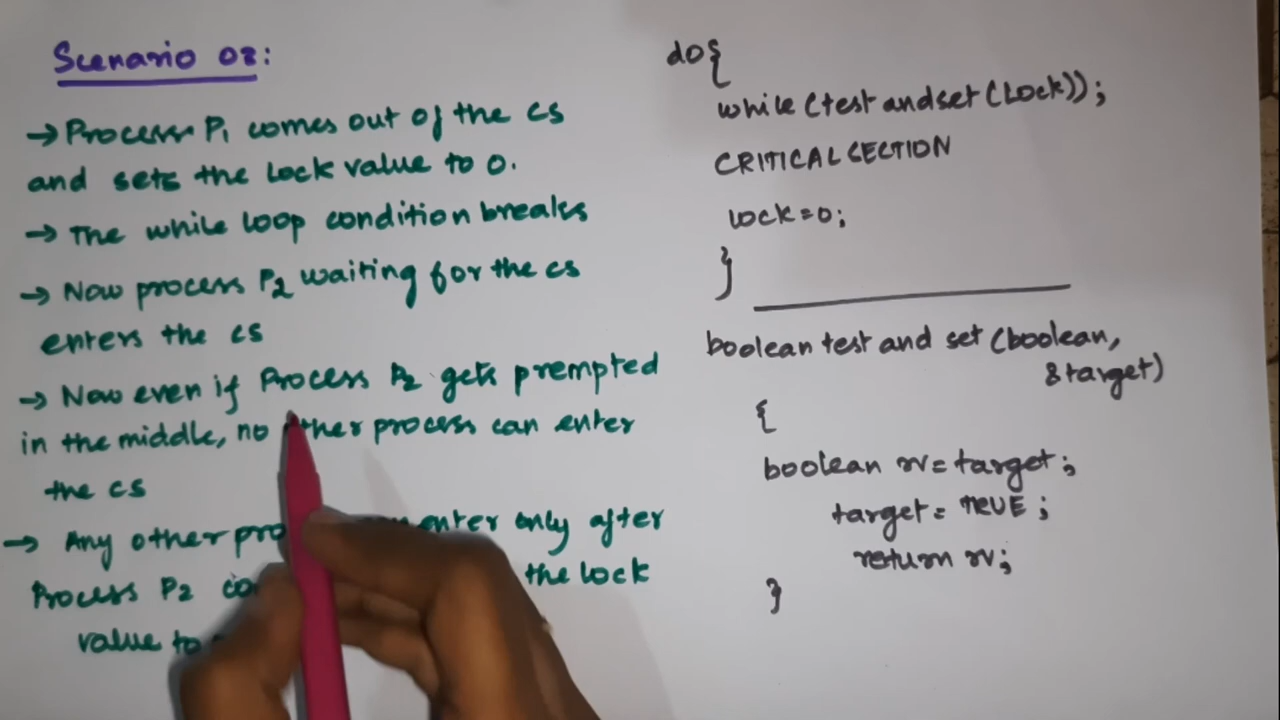 Scenario 02:
→ Process P1 comes out of the cs
and sets the lock value to 0.
→ The while loop condition breaks
→ Now process P2 waiting for the cs
enters the cs
→ Now even if Process P2 gets prempted
in the middle, no other process can enter
the cs
→ Any other enter only after
Process P2 the lock
value to
do{
while (test and set (Lock));
CRITICAL SECTION
lock=0;
}
boolean test and set (boolean,
&target)
{
boolean rv=target;
target= TRUE;
return rv;
}